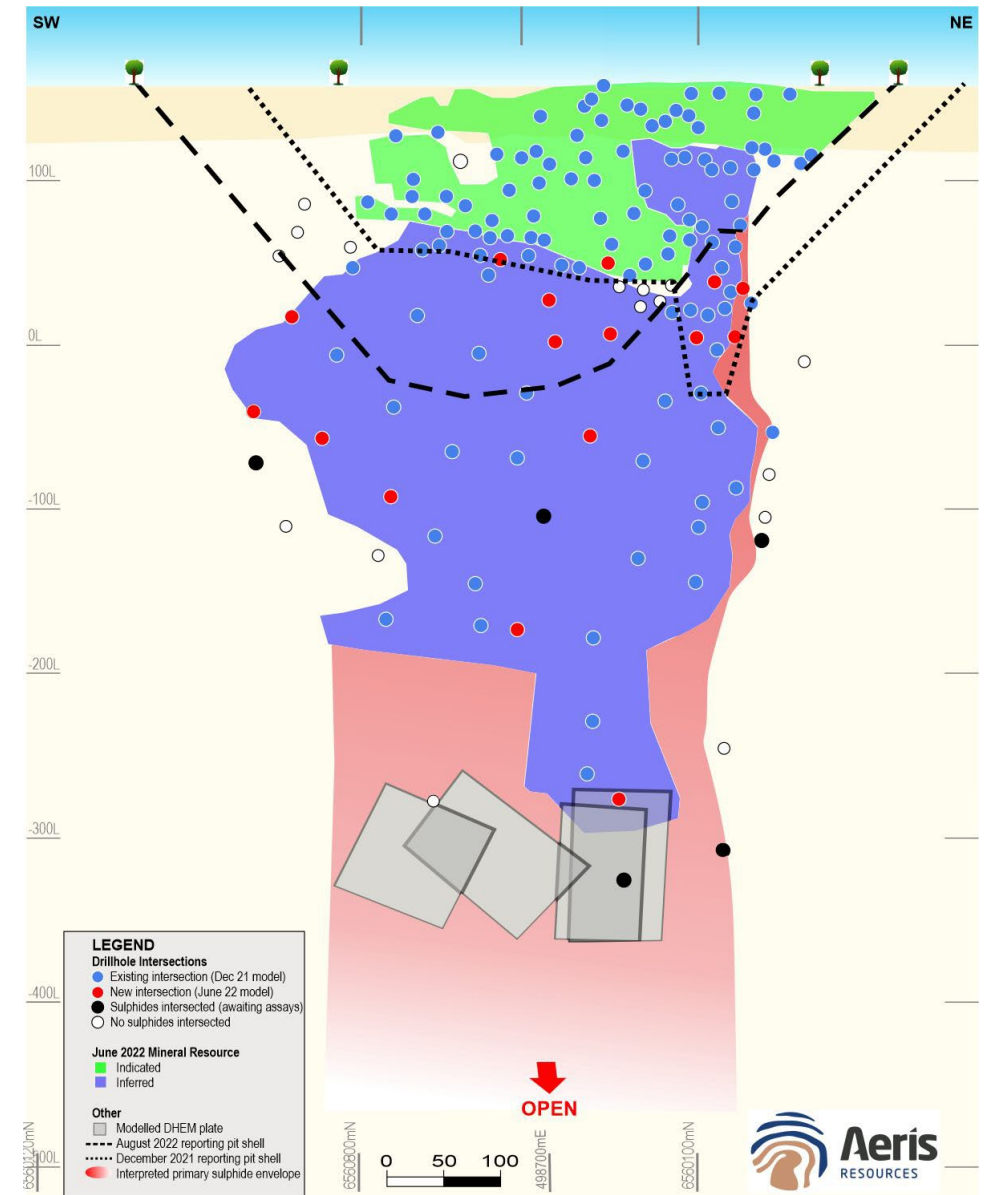 SW
NE
100L
0L
-100L
-200L
-300L
-400L
LEGEND
Drillhole Intersections
Existing intersection (Dec 21 model)
New intersection (June 22 model)
Sulphides intersected (awaiting assays)
No sulphides intersected
June 2022 Mineral Resource
Indicated
Inferred
Other
Modelled DHEM plate
August 2022 reporting pit shell
December 2021 reporting pit shell
Interpreted primary sulphide envelope
OPEN
6560120mN
6560800mN
498700mE
6560100mN
0 50 100
Aeris
RESOURCES